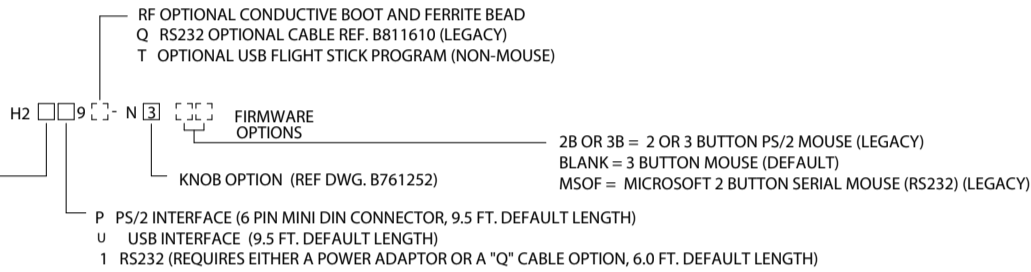 RF OPTIONAL CONDUCTIVE BOOT AND FERRITE BEAD
Q RS232 OPTIONAL CABLE REF. B811610 (LEGACY)
T OPTIONAL USB FLIGHT STICK PROGRAM (NON-MOUSE)
H2 9 - N 3 FIRMWARE
OPTIONS
2B OR 3B = 2 OR 3 BUTTON PS/2 MOUSE (LEGACY)
BLANK = 3 BUTTON MOUSE (DEFAULT)
MSOF = MICROSOFT 2 BUTTON SERIAL MOUSE (RS232) (LEGACY)
KNOB OPTION (REF DWG. B761252)
P PS/2 INTERFACE (6 PIN MINI DIN CONNECTOR, 9.5 FT. DEFAULT LENGTH)
U USB INTERFACE (9.5 FT. DEFAULT LENGTH)
1 RS232 (REQUIRES EITHER A POWER ADAPTOR OR A "Q" CABLE OPTION, 6.0 FT. DEFAULT LENGTH)